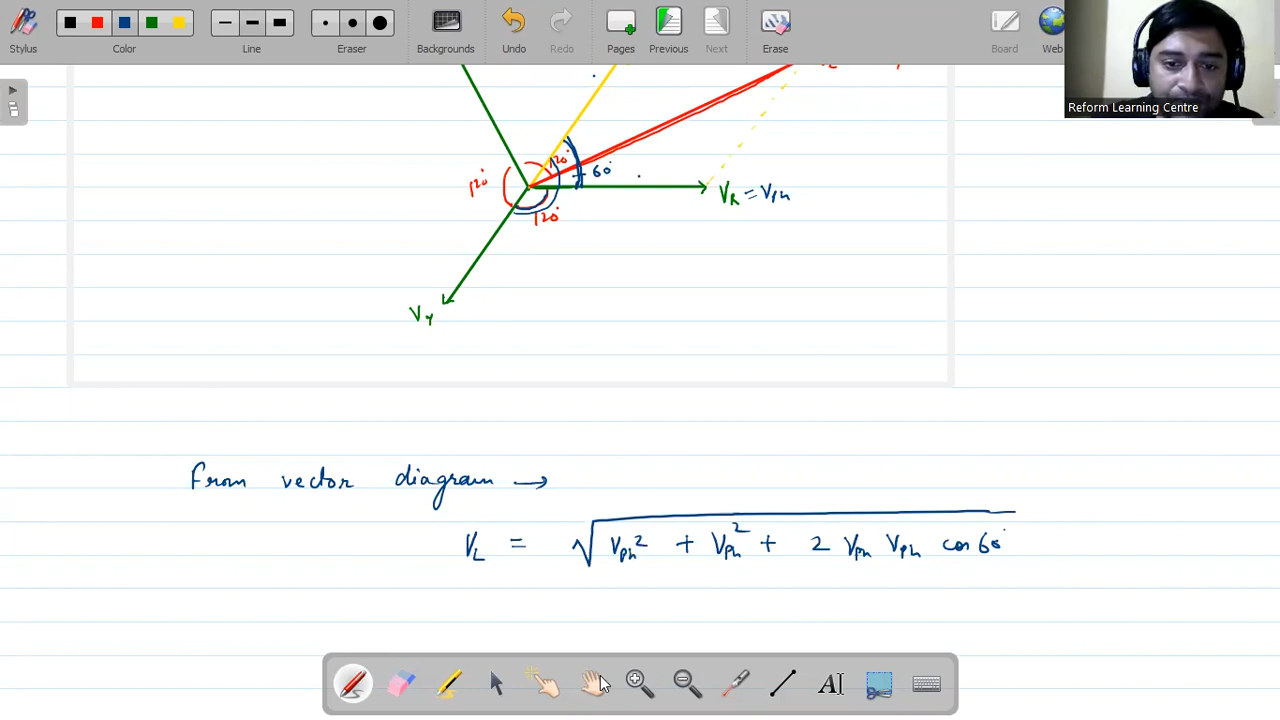 Stylus Color Line Eraser Backgrounds Undo Redo Pages Previous Next Erase Board Web
Reform Learning Centre
120°
120°
60°
120°
V_R = V_Ph
V_Y
From vector diagram →
V_L = √(V_Ph² + V_Ph² + 2 V_Ph V_Ph cos 60°)